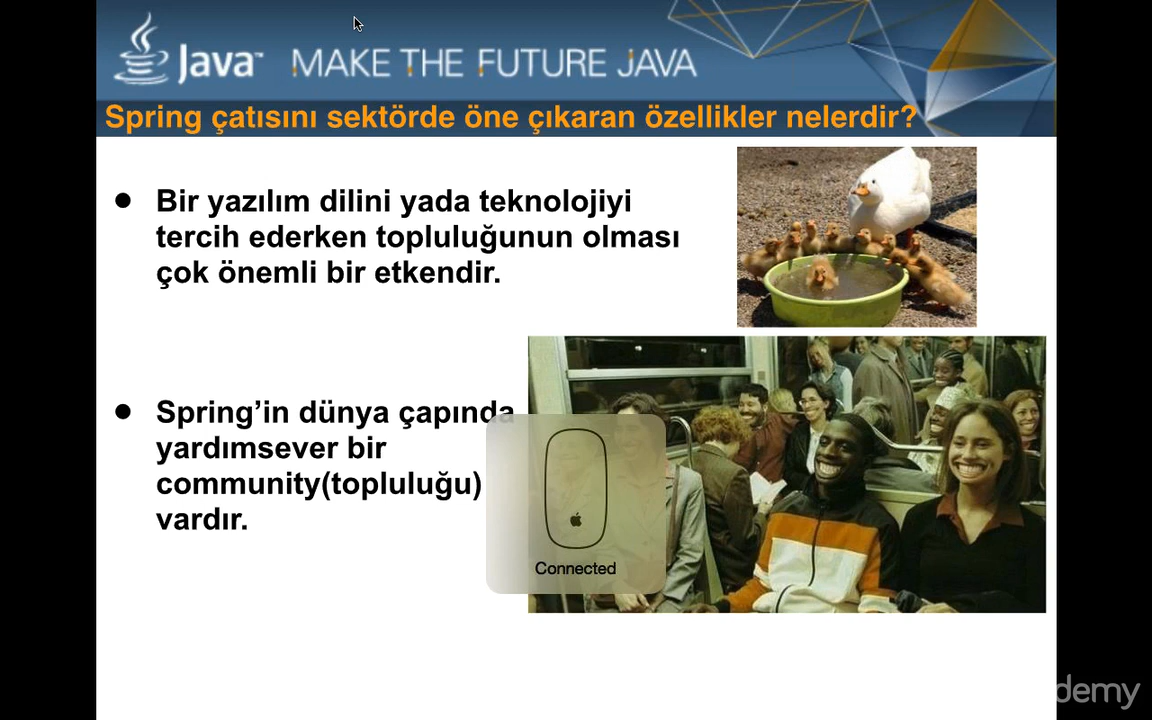 Java™ MAKE THE FUTURE JAVA
Spring çatısını sektörde öne çıkaran özellikler nelerdir?
● Bir yazılım dilini yada teknolojiyi
tercih ederken topluluğunun olması
çok önemli bir etkendir.
● Spring’in dünya çapında
yardımsever bir
community(topluluğu)
vardır.
Connected
demy